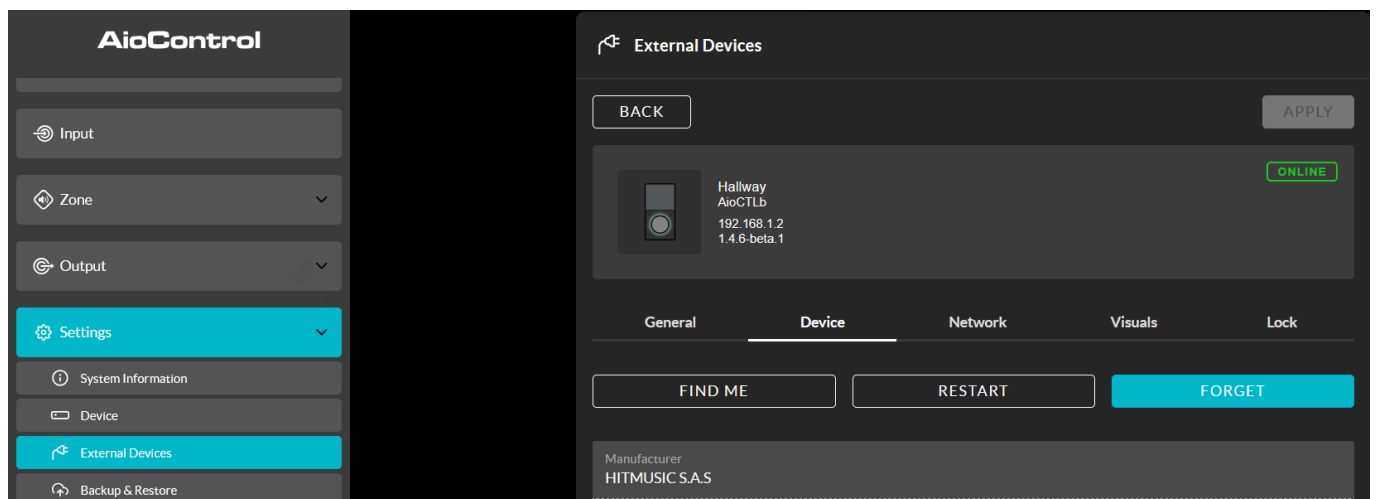 AioControl
Input
Zone
Output
Settings
System Information
Device
External Devices
Backup & Restore
External Devices
BACK
APPLY
Hallway
AioCTLb
192.168.1.2
1.4.6-beta.1
ONLINE
General Device Network Visuals Lock
FIND ME RESTART FORGET
Manufacturer
HITMUSIC S.A.S